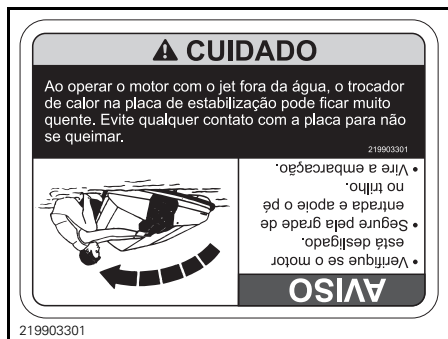 ⚠ CUIDADO
Ao operar o motor com o jet fora da água, o trocador
de calor na placa de estabilização pode ficar muito
quente. Evite qualquer contato com a placa para não
se queimar.
219903301
AVISO
• Verifique se o motor
está desligado.
• Segure pela grade de
entrada e apoie o pé
no trilho.
• Vire a embarcação.
219903301